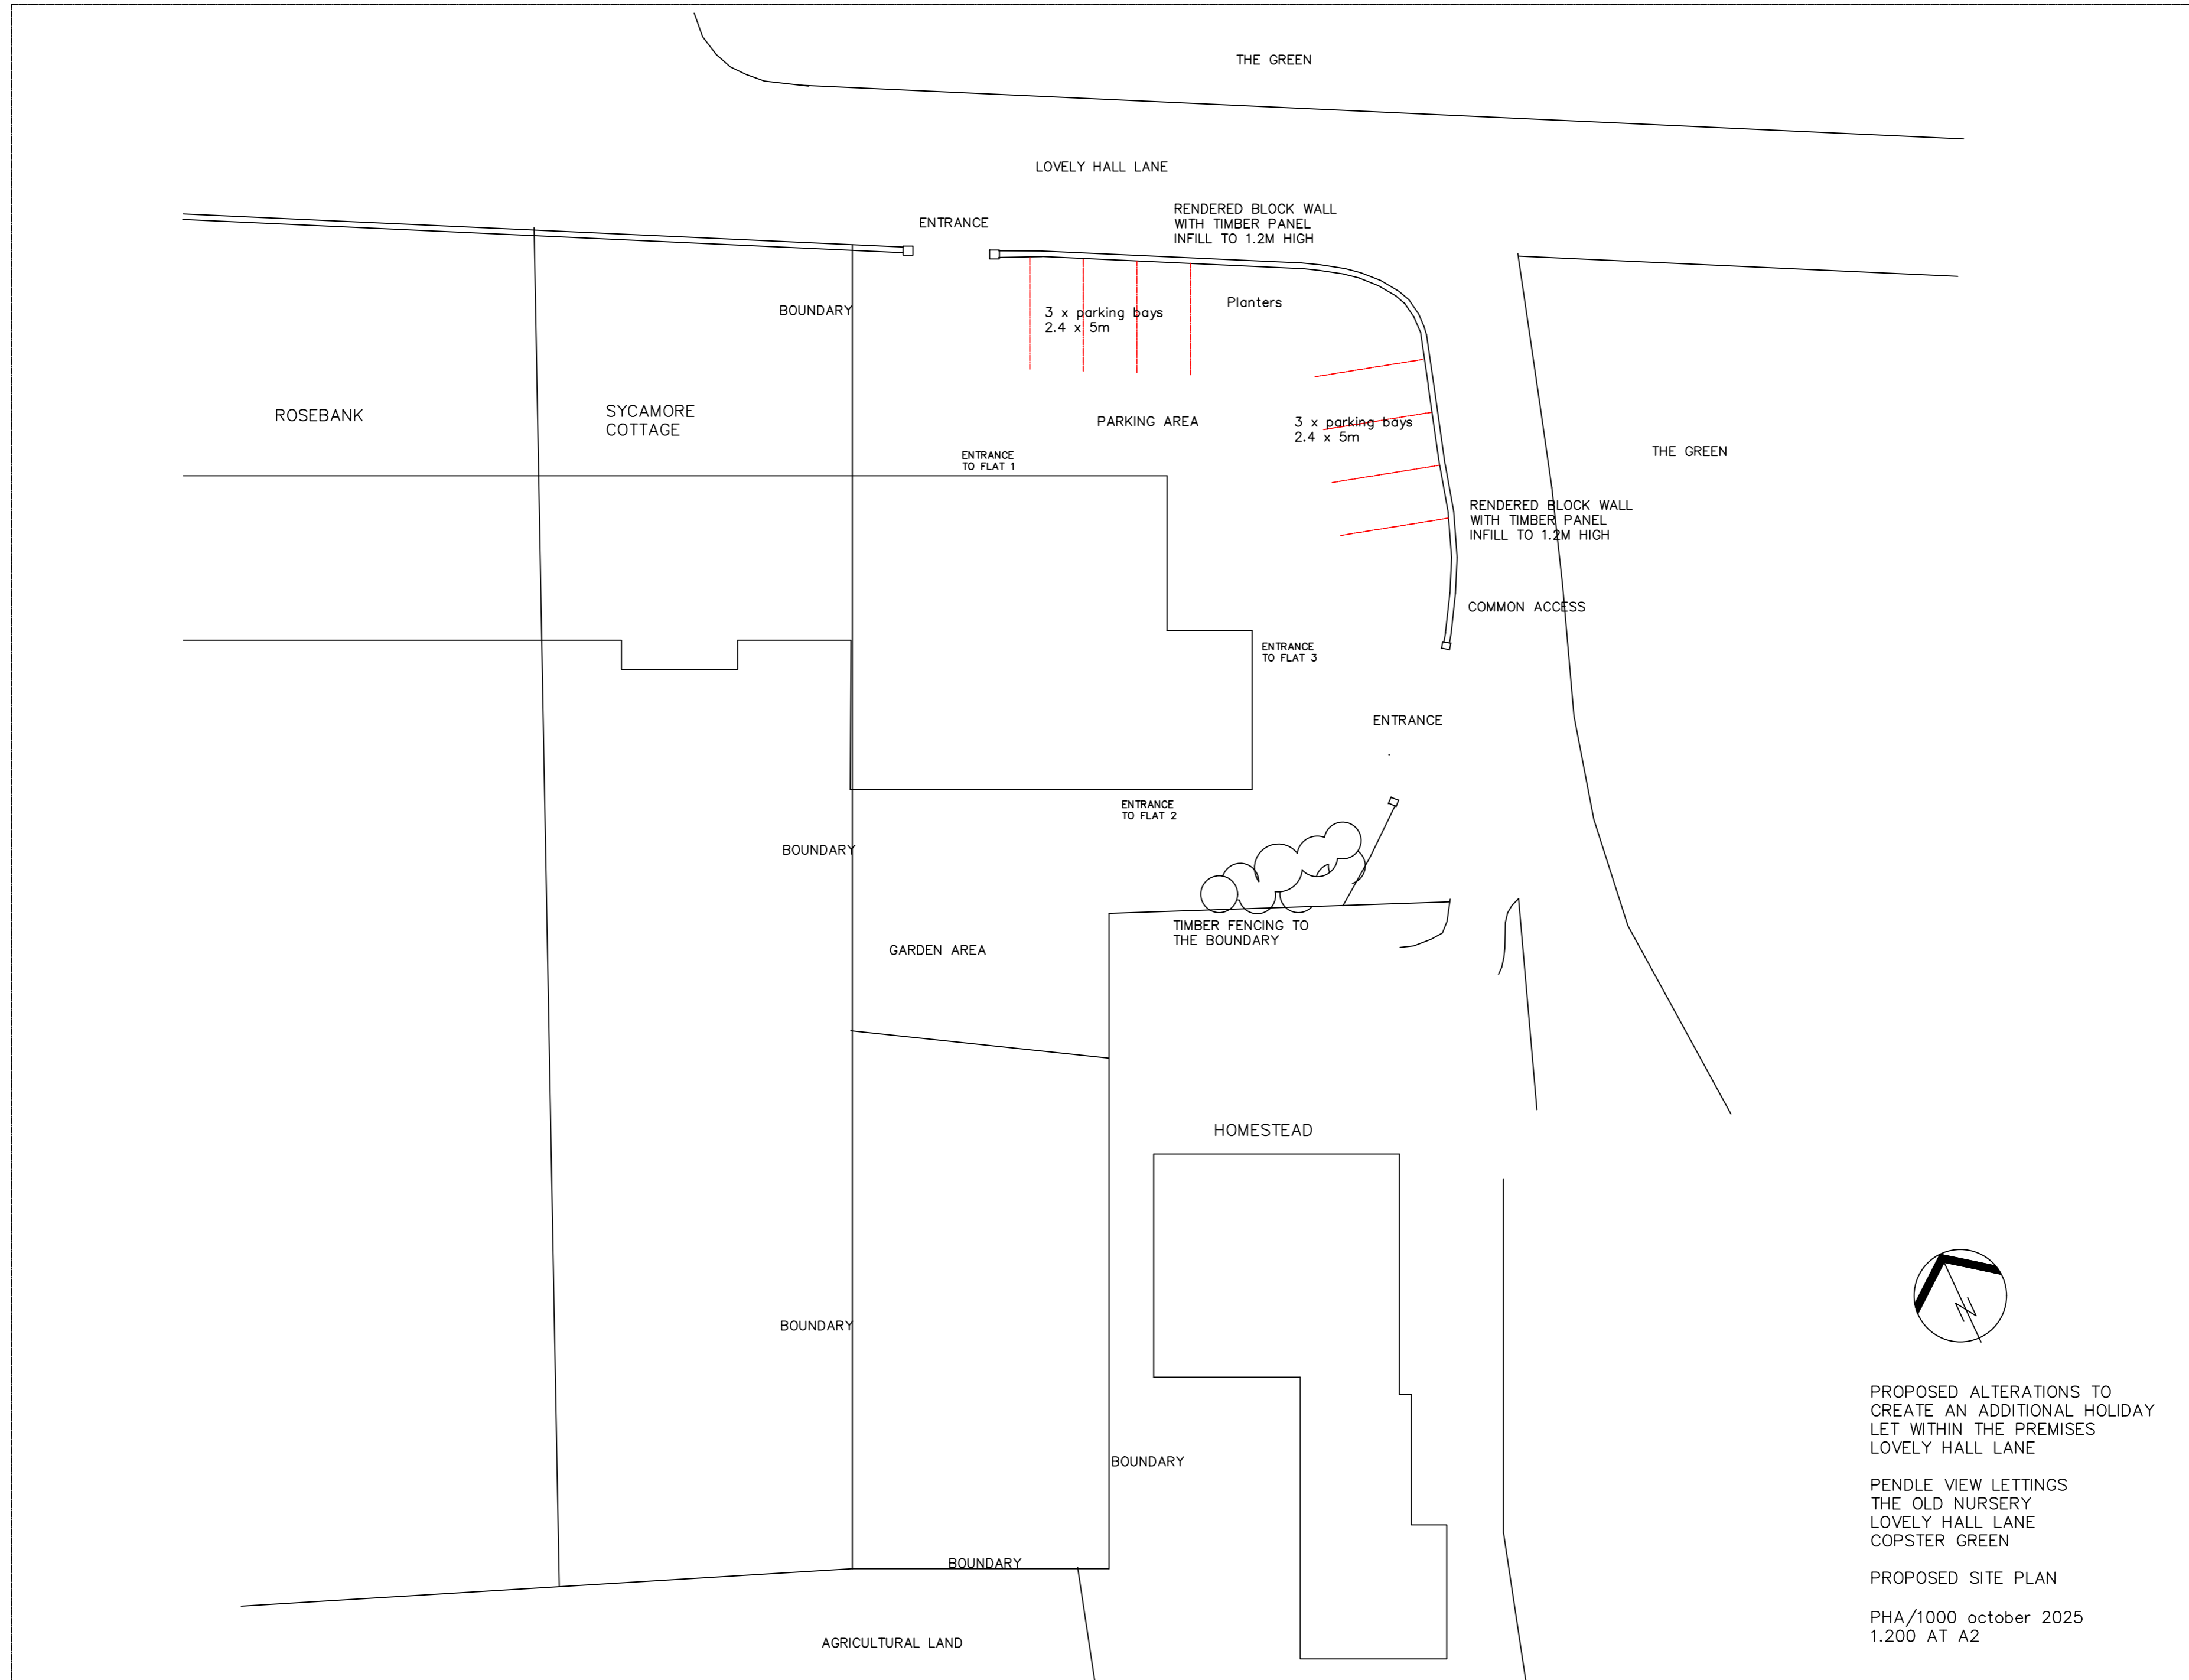 THE GREEN
LOVELY HALL LANE
RENDERED BLOCK WALL
WITH TIMBER PANEL
INFILL TO 1.2M HIGH
ENTRANCE
BOUNDARY
3 x parking bays
2.4 x 5m
Planters
ROSEBANK
SYCAMORE
COTTAGE
PARKING AREA
3 x parking bays
2.4 x 5m
THE GREEN
ENTRANCE
TO FLAT 1
RENDERED BLOCK WALL
WITH TIMBER PANEL
INFILL TO 1.2M HIGH
COMMON ACCESS
ENTRANCE
TO FLAT 3
ENTRANCE
ENTRANCE
TO FLAT 2
BOUNDARY
TIMBER FENCING TO
THE BOUNDARY
GARDEN AREA
HOMESTEAD
BOUNDARY
N
PROPOSED ALTERATIONS TO
CREATE AN ADDITIONAL HOLIDAY
LET WITHIN THE PREMISES
LOVELY HALL LANE
BOUNDARY
PENDLE VIEW LETTINGS
THE OLD NURSERY
LOVELY HALL LANE
COPSTER GREEN
BOUNDARY
PROPOSED SITE PLAN
PHA/1000 october 2025
1.200 AT A2
AGRICULTURAL LAND